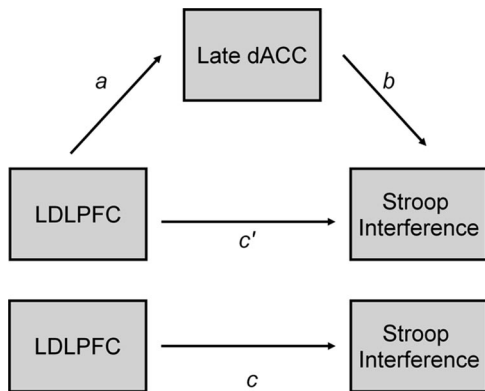 Late dACC
a
b
LDLPFC
Stroop
Interference
c'
LDLPFC
Stroop
Interference
c